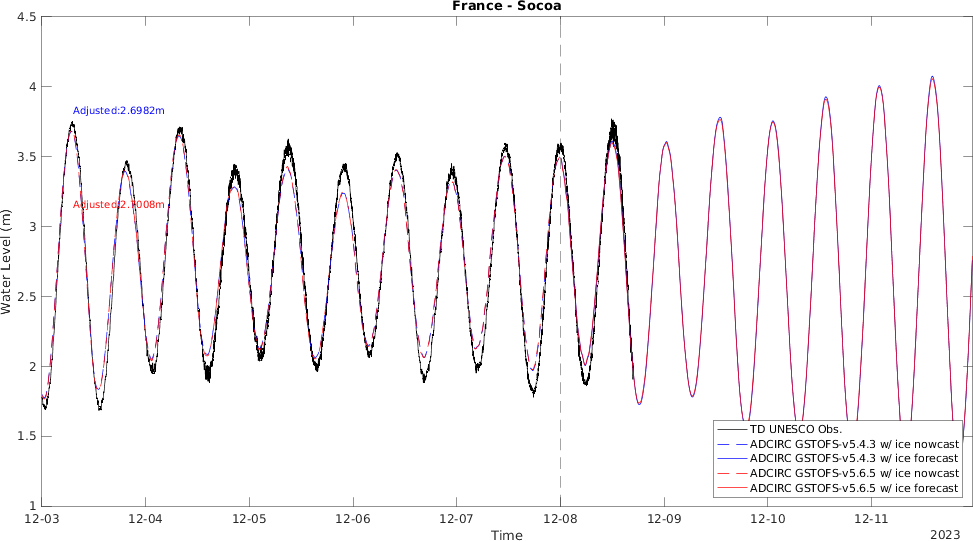 France - Socoa
4.5
4
3.5
3
2.5
2
1.5
1
Water Level (m)
Adjusted:2.6982m
Adjusted:2.7008m
TD UNESCO Obs.
ADCIRC GSTOFS-v5.4.3 w/ ice nowcast
ADCIRC GSTOFS-v5.4.3 w/ ice forecast
ADCIRC GSTOFS-v5.6.5 w/ ice nowcast
ADCIRC GSTOFS-v5.6.5 w/ ice forecast
12-03 12-04 12-05 12-06 12-07 12-08 12-09 12-10 12-11
Time
2023